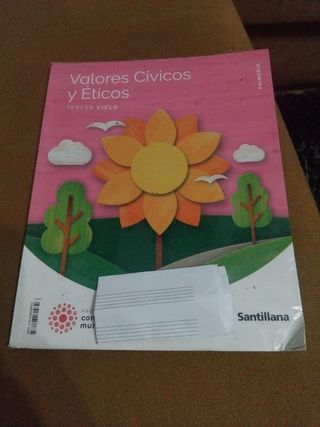 Valores Cívicos
y Éticos
TERCER CICLO
PRIMARIA
Santillana